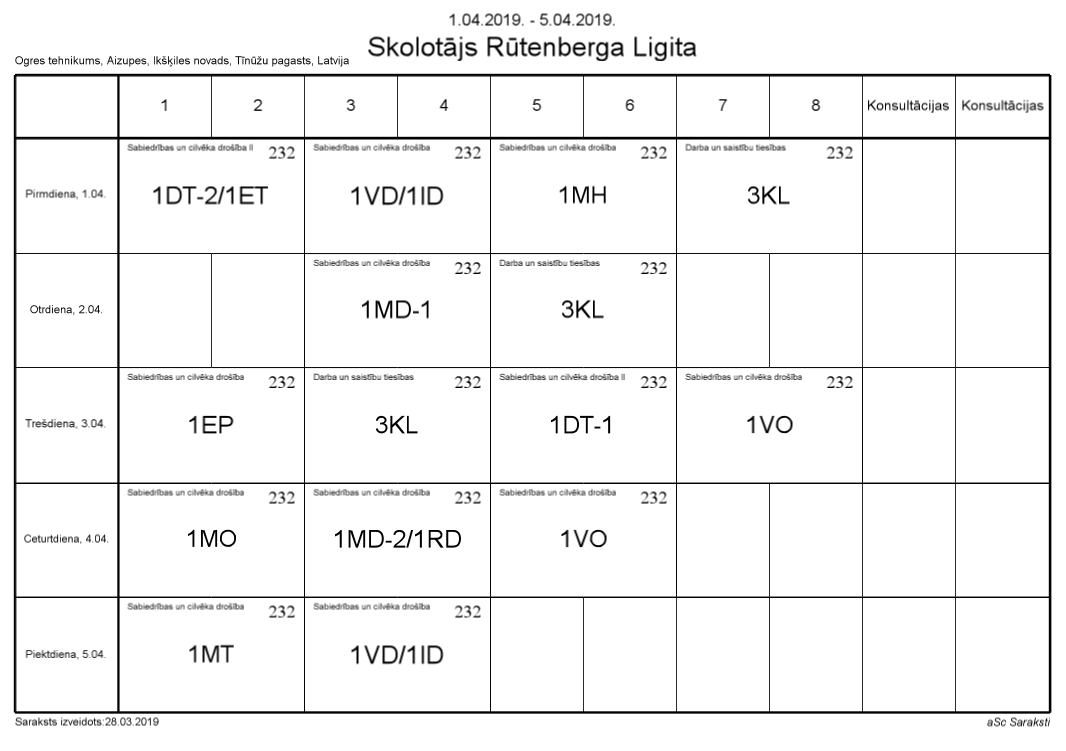 1.04.2019. - 5.04.2019.
Skolotājs Rūtenberga Ligita
Ogres tehnikums, Aizupes, Ikšķiles novads, Tīnūžu pagasts, Latvija
1 2 3 4 5 6 7 8 Konsultācijas Konsultācijas
Sabiedrības un cilvēka drošība II 232 Sabiedrības un cilvēka drošība 232 Sabiedrības un cilvēka drošība 232 Darba un saistību tiesības 232
Pirmdiena, 1.04. 1DT-2/1ET 1VD/1ID 1MH 3KL
Sabiedrības un cilvēka drošība 232 Darba un saistību tiesības 232
Otrdiena, 2.04. 1MD-1 3KL
Sabiedrības un cilvēka drošība 232 Darba un saistību tiesības 232 Sabiedrības un cilvēka drošība II 232 Sabiedrības un cilvēka drošība 232
Trešdiena, 3.04. 1EP 3KL 1DT-1 1VO
Sabiedrības un cilvēka drošība 232 Sabiedrības un cilvēka drošība 232 Sabiedrības un cilvēka drošība 232
Ceturtdiena, 4.04. 1MO 1MD-2/1RD 1VO
Sabiedrības un cilvēka drošība 232 Sabiedrības un cilvēka drošība 232
Piektdiena, 5.04. 1MT 1VD/1ID
Saraksts izveidots:28.03.2019 aSc Saraksti